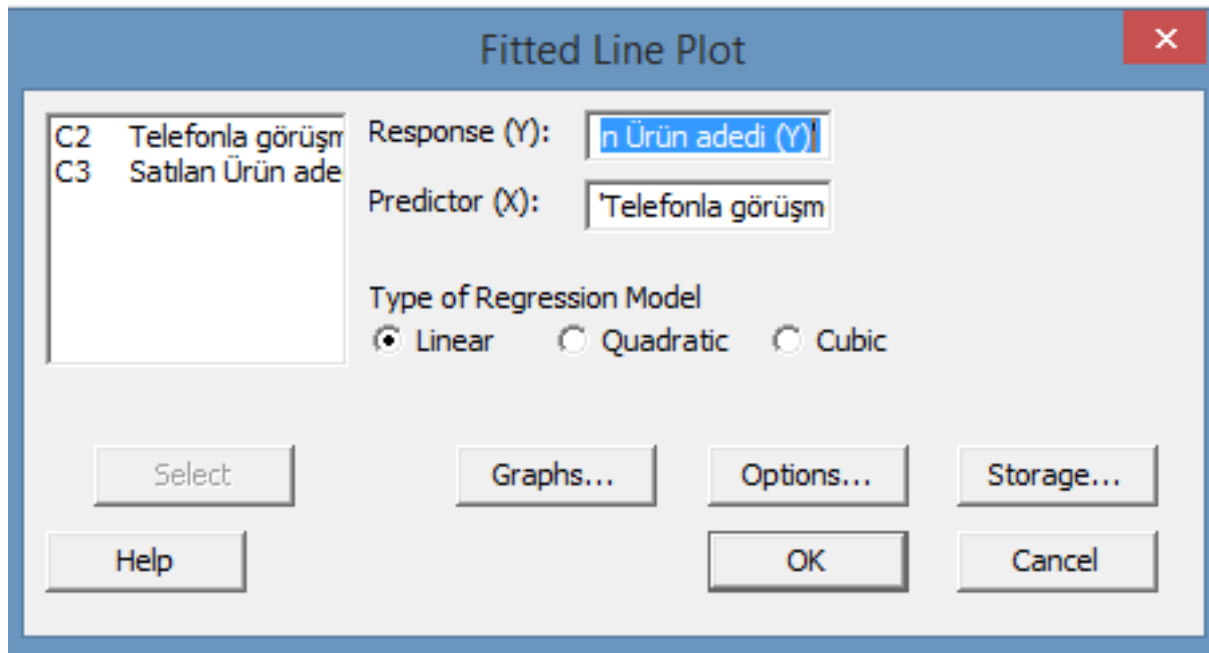 Fitted Line Plot
C2 Telefonla görüşm
C3 Satılan Ürün ade
Response (Y): n Ürün adedi (Y)'
Predictor (X): 'Telefonla görüşm
Type of Regression Model
Linear Quadratic Cubic
Select Graphs... Options... Storage...
Help OK Cancel